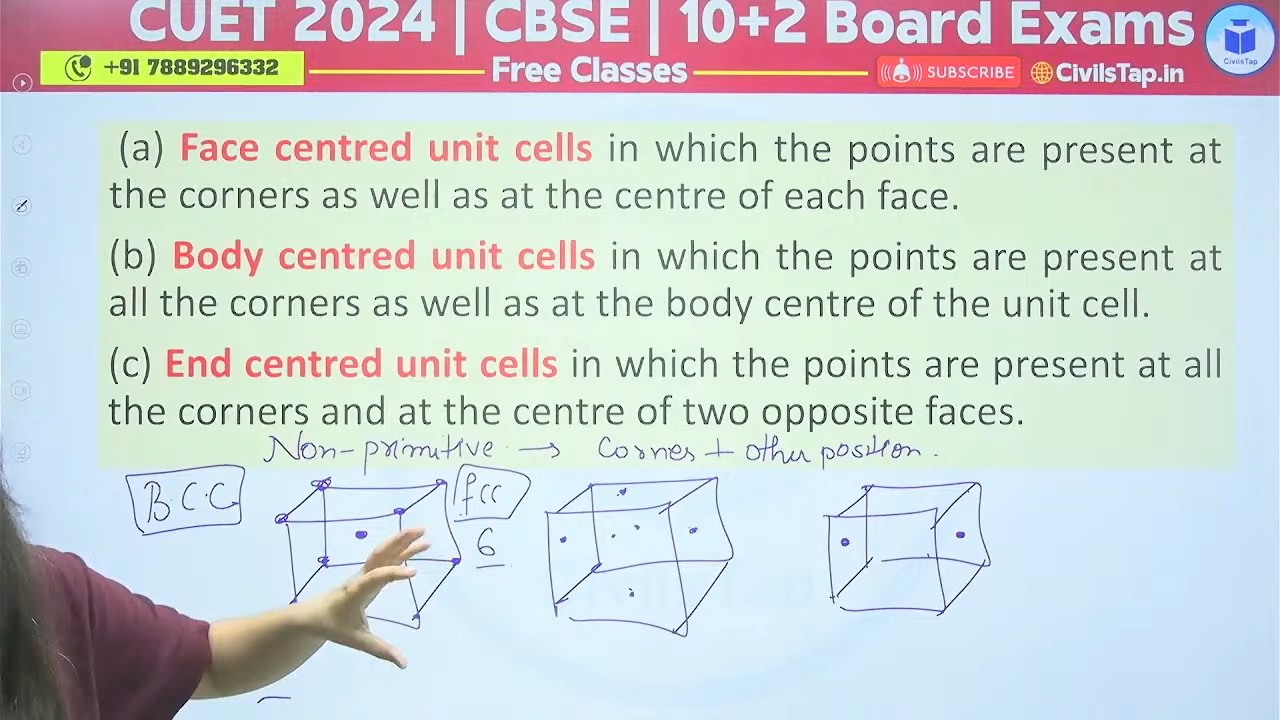 CUET 2024 | CBSE | 10+2 Board Exams
+91 7889296332
Free Classes
SUBSCRIBE
CivilsTap.in
CivilsTap
(a) Face centred unit cells in which the points are present at
the corners as well as at the centre of each face.
(b) Body centred unit cells in which the points are present at
all the corners as well as at the body centre of the unit cell.
(c) End centred unit cells in which the points are present at all
the corners and at the centre of two opposite faces.
Non-primitive → Cornes + other position.
B.C.C
fcc
6